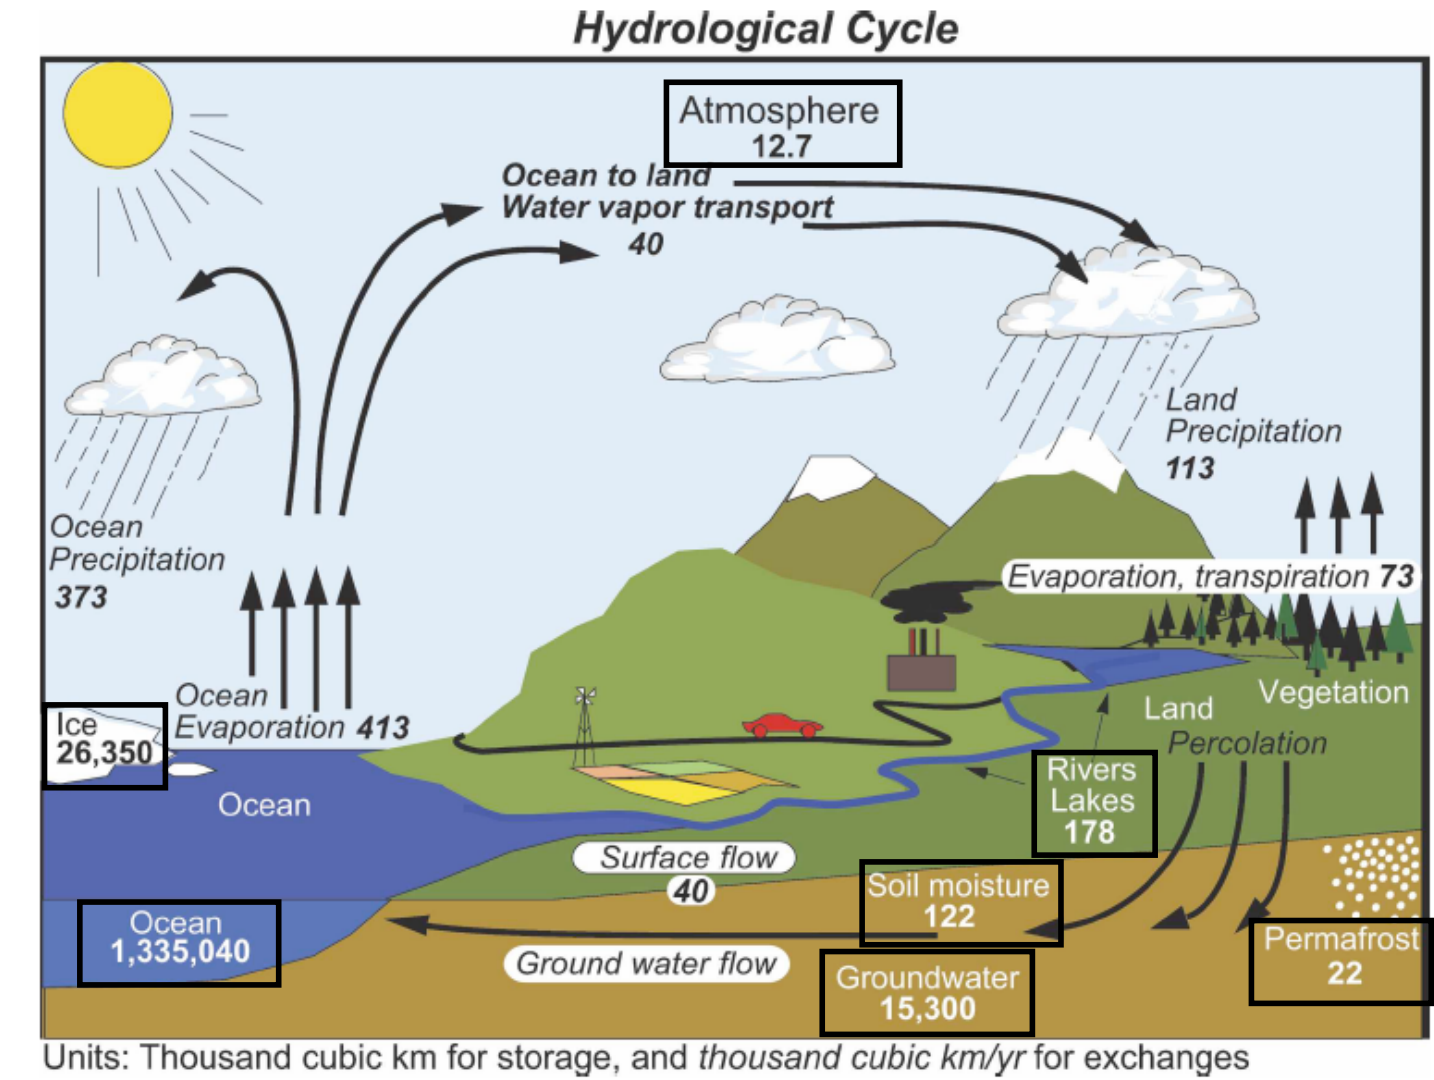 Hydrological Cycle
Atmosphere
12.7
Ocean to land
Water vapor transport
40
Land
Precipitation
113
Ocean
Precipitation
373
Evaporation, transpiration 73
Ocean
Evaporation 413
Ice
26,350
Vegetation
Land
Percolation
Rivers
Lakes
178
Ocean
Surface flow
40
Soil moisture
122
Ocean
1,335,040
Ground water flow
Permafrost
22
Groundwater
15,300
Units: Thousand cubic km for storage, and thousand cubic km/yr for exchanges